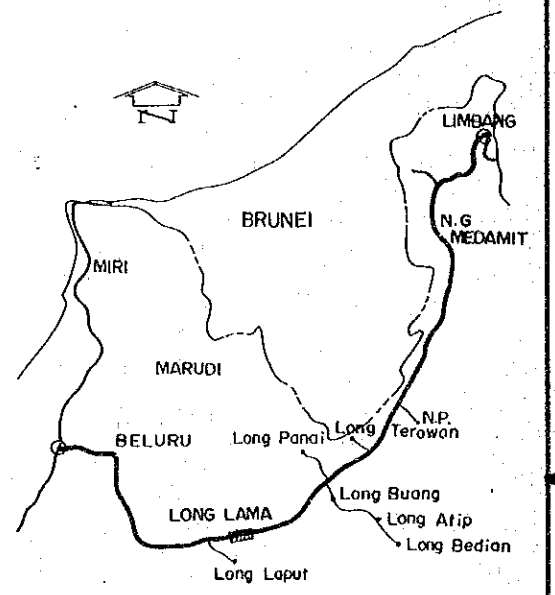 N
LIMBANG
BRUNEI
N.G
MEDAMIT
MIRI
MARUDI
N.P.
BELURU
Long Panai
Long Terawan
Long Buang
LONG LAMA
Long Atip
Long Bedian
Long Laput